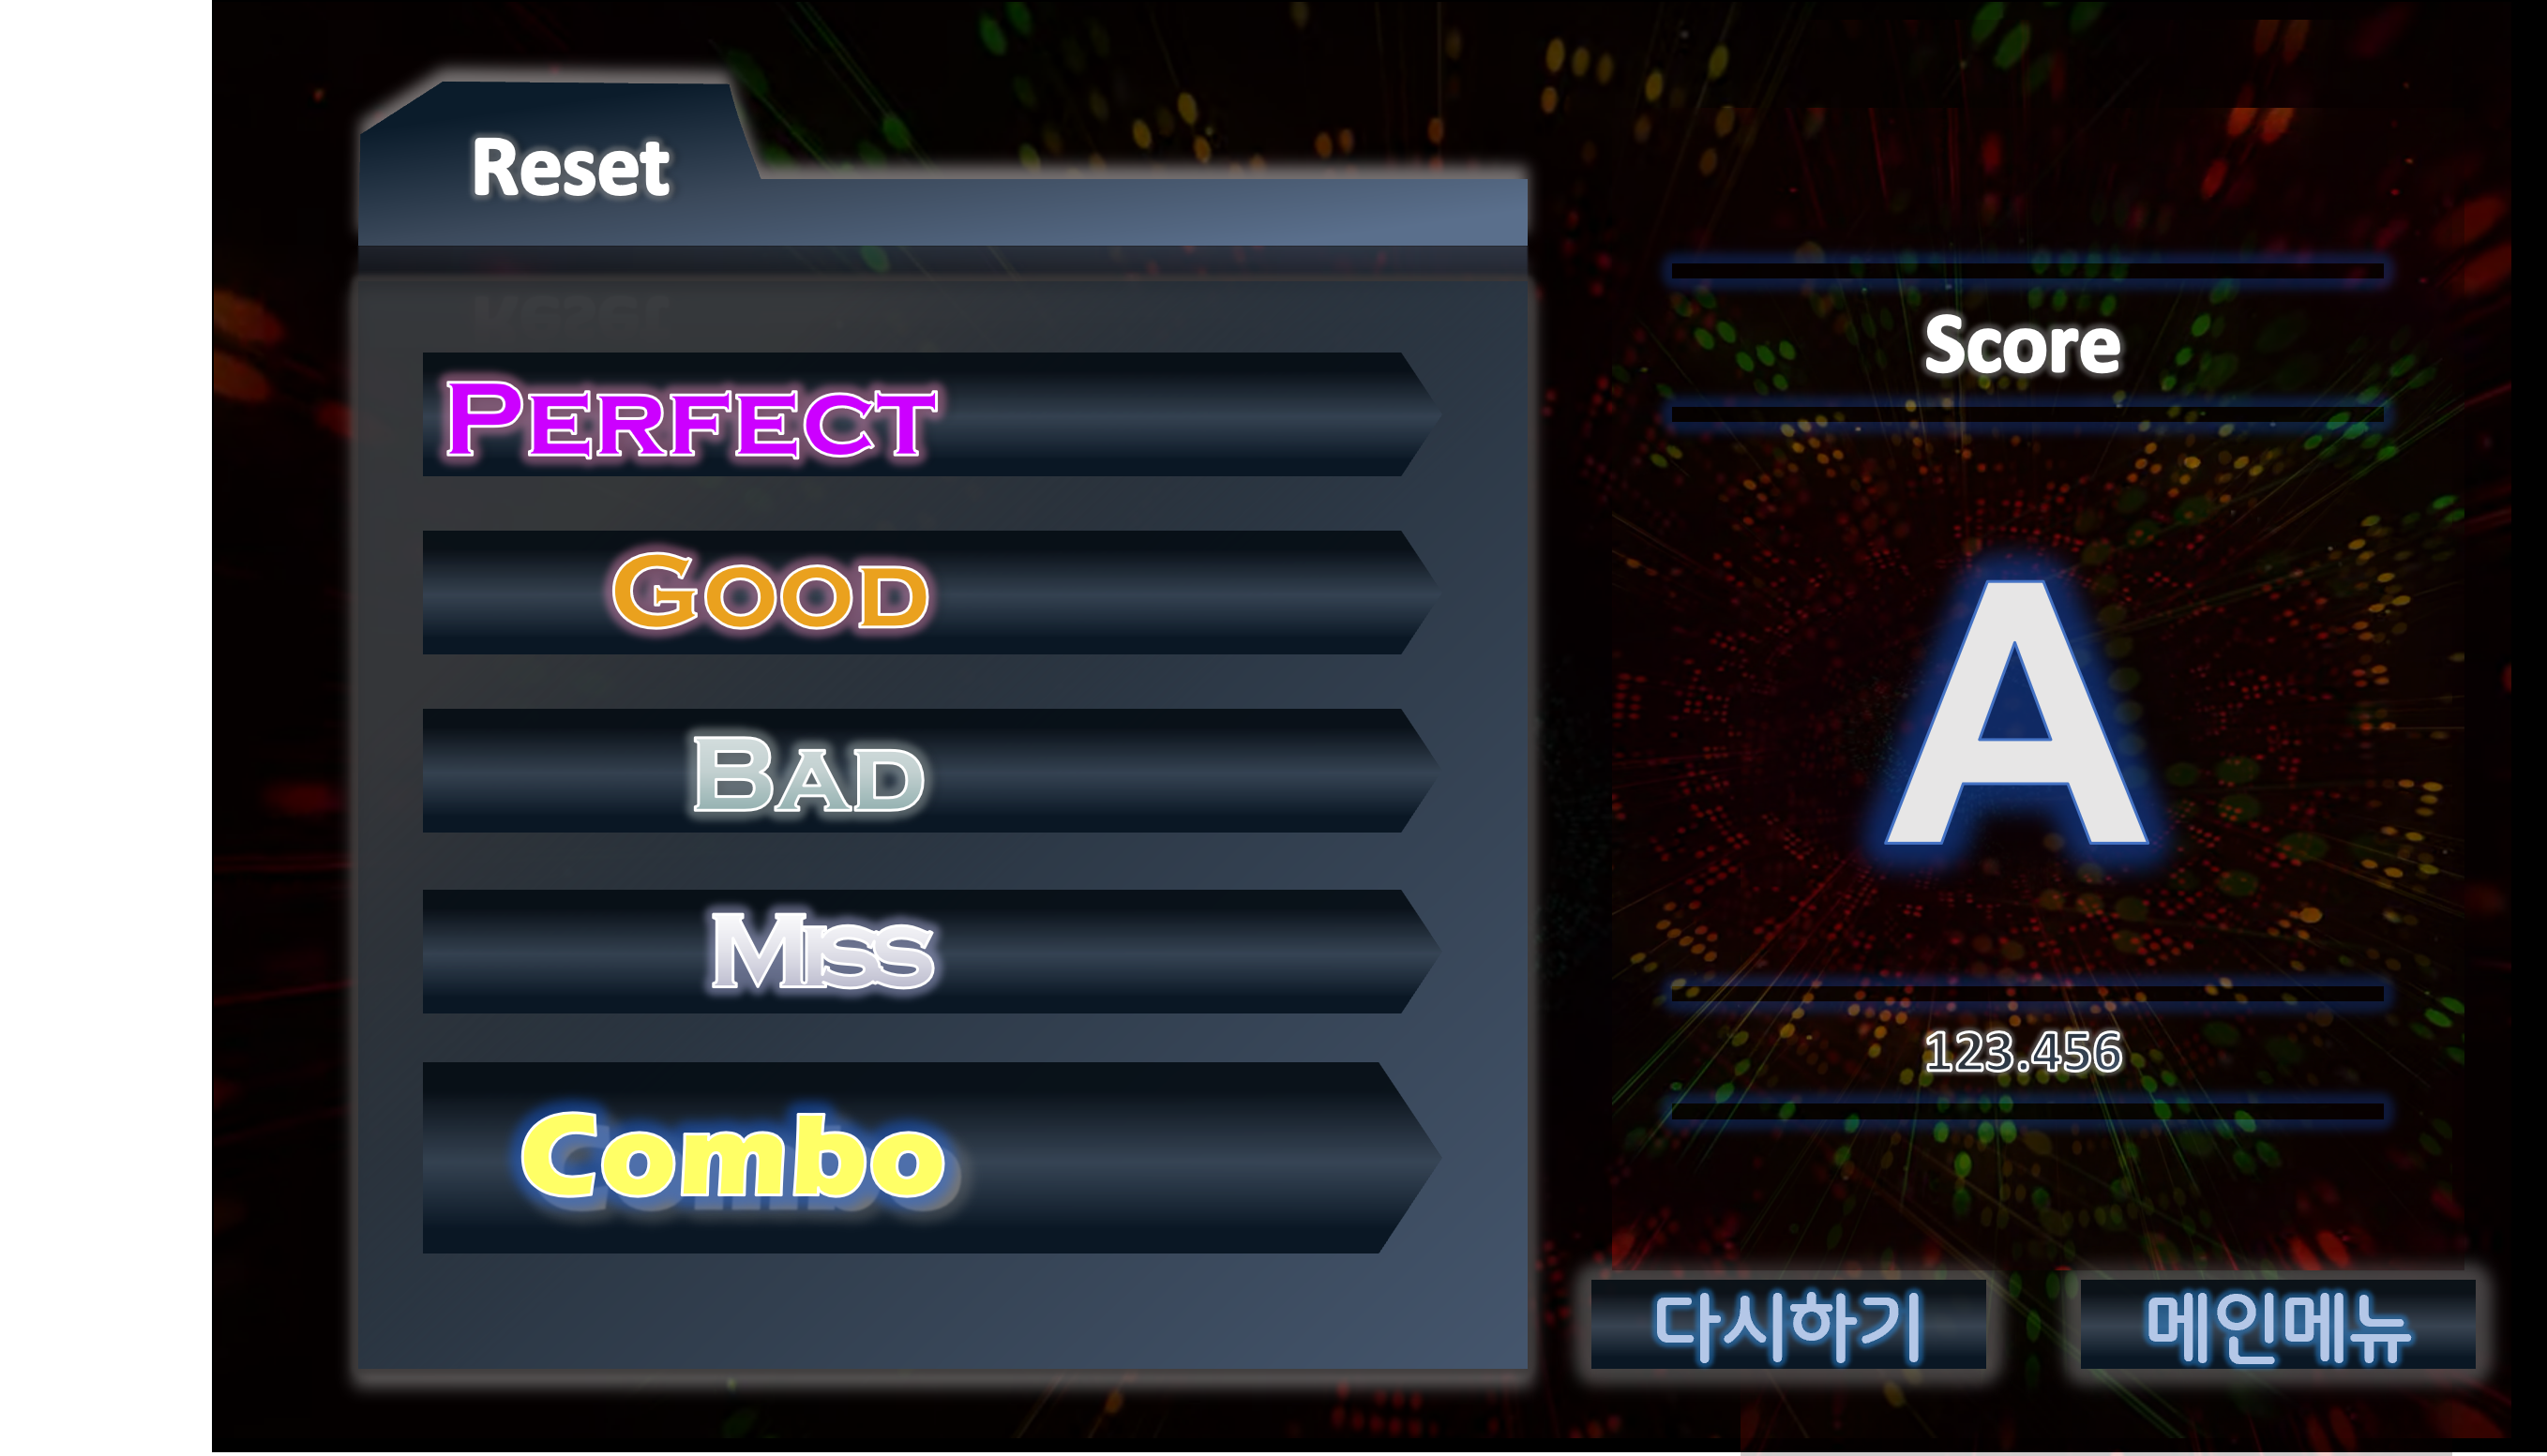 Reset
PERFECT
GOOD
BAD
MISS
Combo
Score
A
123.456
다시하기
메인메뉴